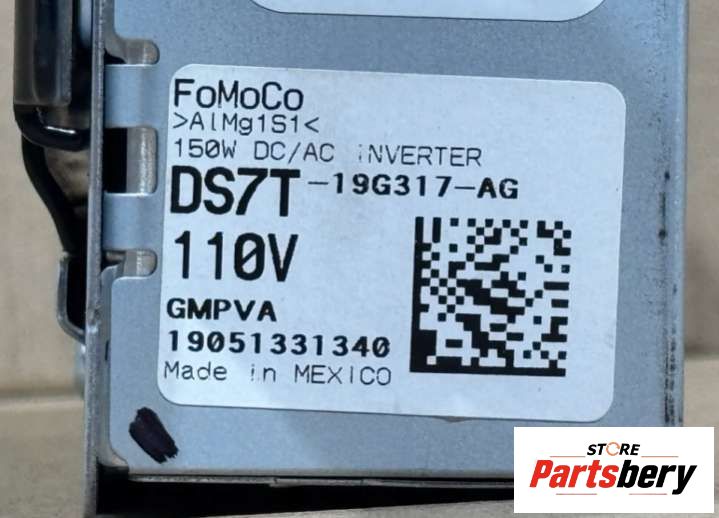 FoMoCo
>AlMg1S1<
150W DC/AC iNVERTER
DS7T-19G317-AG
110V
GMPVA
19051331340
Made in MEXICO
STORE
Partsbery